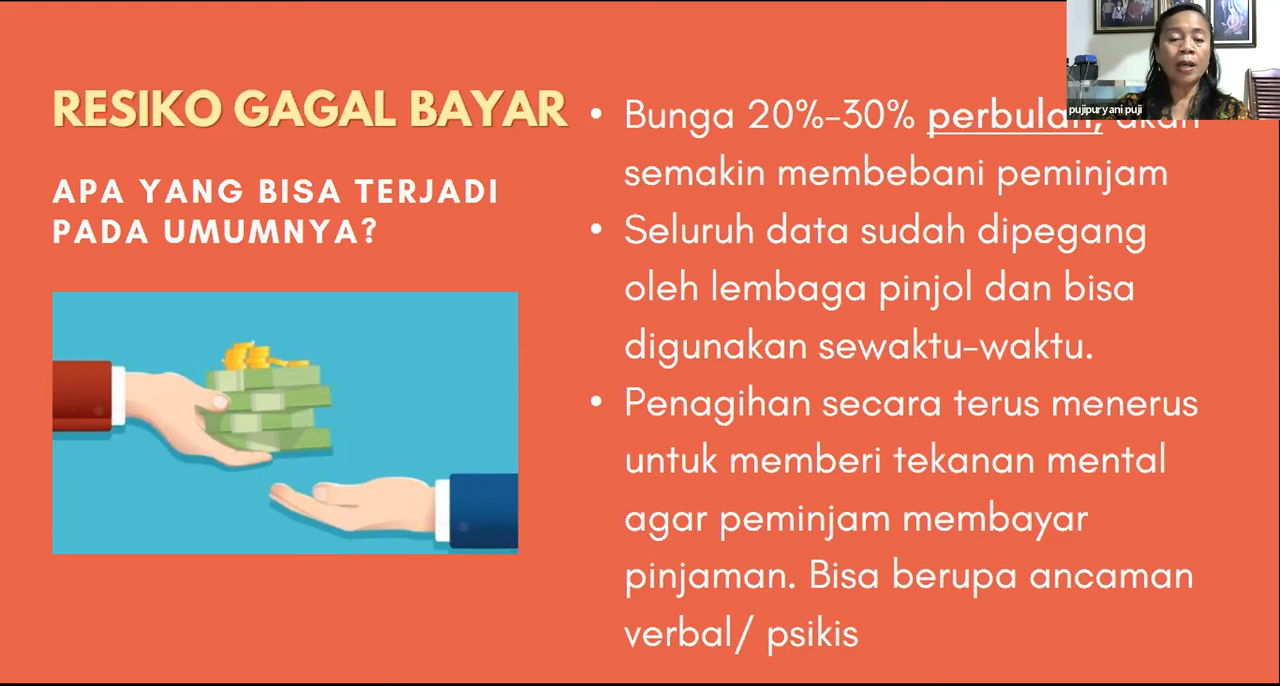 RESIKO GAGAL BAYAR
APA YANG BISA TERJADI
PADA UMUMNYA?
• Bunga 20%-30% perbulan, akan
semakin membebani peminjam
• Seluruh data sudah dipegang
oleh lembaga pinjol dan bisa
digunakan sewaktu-waktu.
• Penagihan secara terus menerus
untuk memberi tekanan mental
agar peminjam membayar
pinjaman. Bisa berupa ancaman
verbal/ psikis
pujipuryani puji